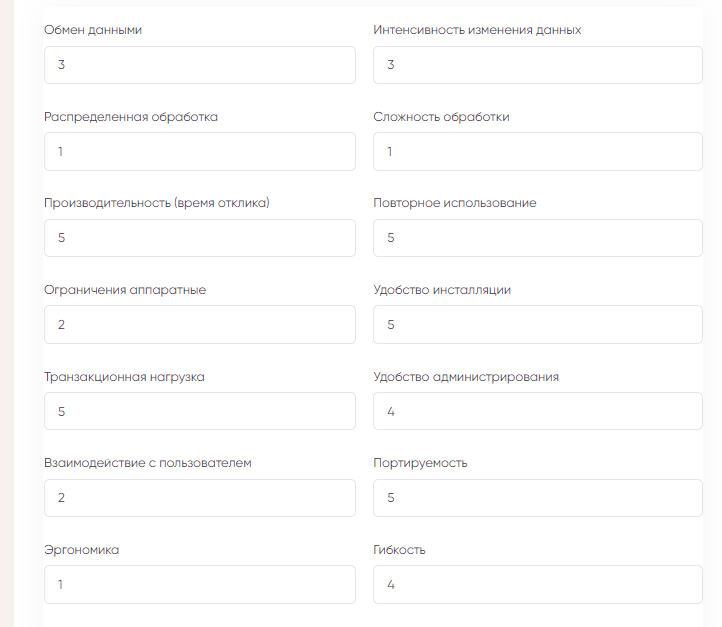 Обмен данными
Интенсивность изменения данных
3
3
Распределенная обработка
Сложность обработки
1
1
Производительность (время отклика)
Повторное использование
5
5
Ограничения аппаратные
Удобство инсталляции
2
5
Транзакционная нагрузка
Удобство администрирования
5
4
Взаимодействие с пользователем
Портируемость
2
5
Эргономика
Гибкость
1
4